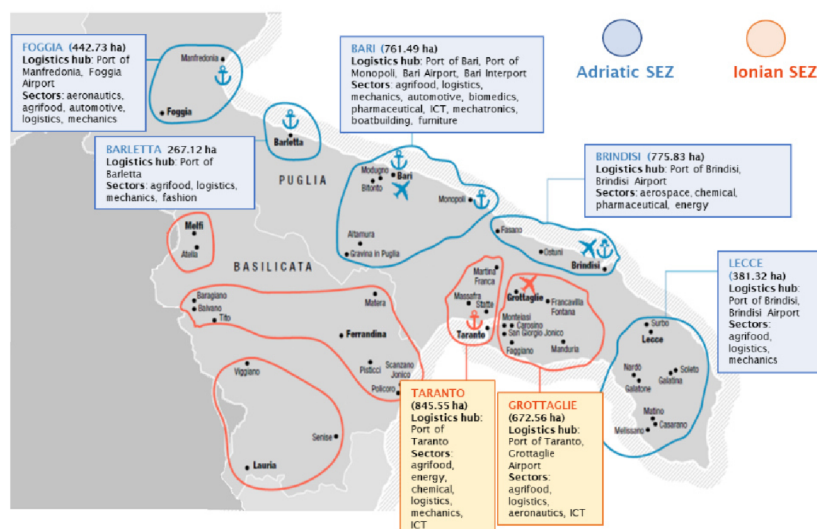 FOGGIA (442.73 ha)
Logistics hub: Port of
Manfredonia, Foggia
Airport
Sectors: aeronautics,
agrifood, automotive,
logistics, mechanics
BARI (761.49 ha)
Logistics hub: Port of Bari, Port of
Monopoli, Bari Airport, Bari Interport
Sectors: agrifood, logistics,
mechanics, automotive, biomedics,
pharmaceutical, ICT, mechatronics,
boatbuilding, furniture
Adriatic SEZ
Ionian SEZ
Manfredonia
Foggia
BARLETTA 267.12 ha
Logistics hub: Port of
Barletta
Sectors: agrifood, logistics,
mechanics, fashion
Barletta
PUGLIA
BRINDISI (775.83 ha)
Logistics hub: Port of Brindisi,
Brindisi Airport
Sectors: aerospace, chemical,
pharmaceutical, energy
Modugno
Bari
Bitonto
Monopoli
Altamura
Gravina in Puglia
Fasano
Ostuni
Brindisi
Melfi
Atella
BASILICATA
LECCE
(381.32 ha)
Logistics hub:
Port of Brindisi,
Brindisi Airport
Sectors:
agrifood,
logistics,
mechanics
Martina
Franca
Massafra
Statte
Taranto
Grottaglie
Francavilla
Fontana
Monteiasi
Carosino
San Giorgio Jonico
Faggiano
Manduria
Baragiano
Balvano
Tito
Matera
Ferrandina
Pisticci
Scanzano
Jonico
Policoro
Viggiano
Senise
Lauria
Surbo
Lecce
Nardò
Galatone
Soleto
Galatina
Matino
Casarano
Melissano
TARANTO
(845.55 ha)
Logistics hub:
Port of
Taranto
Sectors:
agrifood,
energy,
chemical,
logistics,
mechanics,
ICT
GROTTAGLIE
(672.56 ha)
Logistics hub:
Port of Taranto,
Grottaglie
Airport
Sectors:
agrifood,
logistics,
aeronautics, ICT